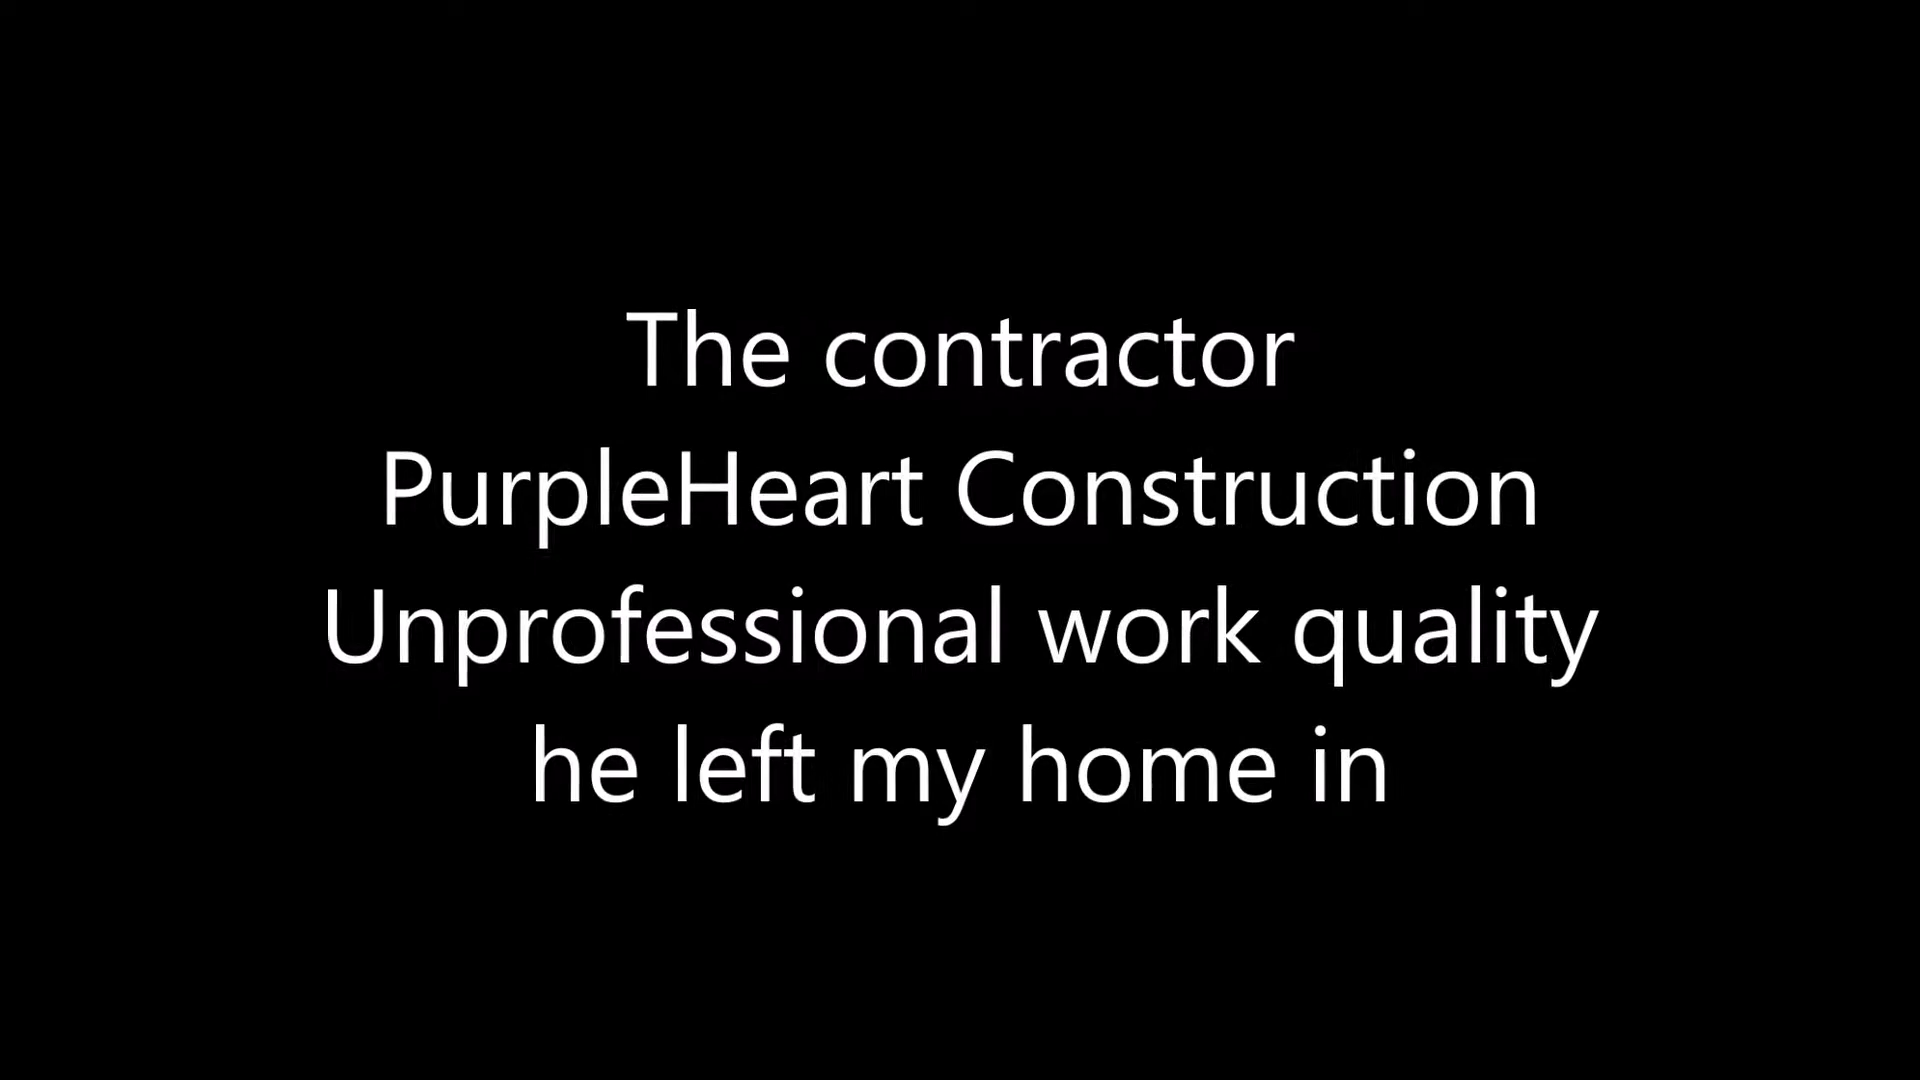 The contractor
PurpleHeart Construction
Unprofessional work quality
he left my home in